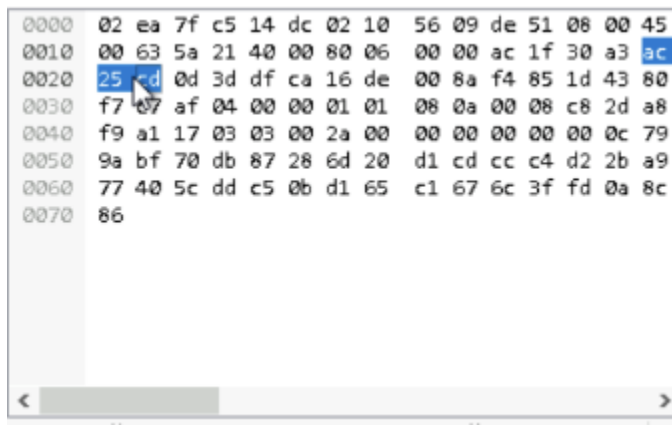 0000 02 ea 7f c5 14 dc 02 10 56 09 de 51 08 00 45
0010 00 63 5a 21 40 00 80 06 00 00 ac 1f 30 a3 ac
0020 25 cd 0d 3d df ca 16 de 00 8a f4 85 1d 43 80
0030 f7 07 af 04 00 00 01 01 08 0a 00 08 c8 2d a8
0040 f9 a1 17 03 03 00 2a 00 00 00 00 00 00 0c 79
0050 9a bf 70 db 87 28 6d 20 d1 cd cc c4 d2 2b a9
0060 77 40 5c dd c5 0b d1 65 c1 67 6c 3f fd 0a 8c
0070 86